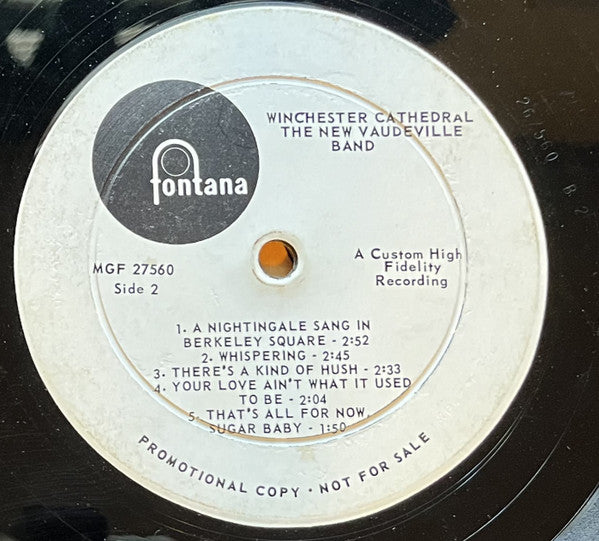 WINCHESTER CATHEDRAL
THE NEW VAUDEVILLE
BAND
fontana
MGF 27560
Side 2
A Custom High
Fidelity
Recording
1. A NIGHTINGALE SANG IN
BERKELEY SQUARE - 2:52
2. WHISPERING - 2:45
3. THERE'S A KIND OF HUSH - 2:33
4. YOUR LOVE AIN'T WHAT IT USED
TO BE - 2:04
5. THAT'S ALL FOR NOW,
SUGAR BABY - 1:50
PROMOTIONAL COPY • NOT FOR SALE